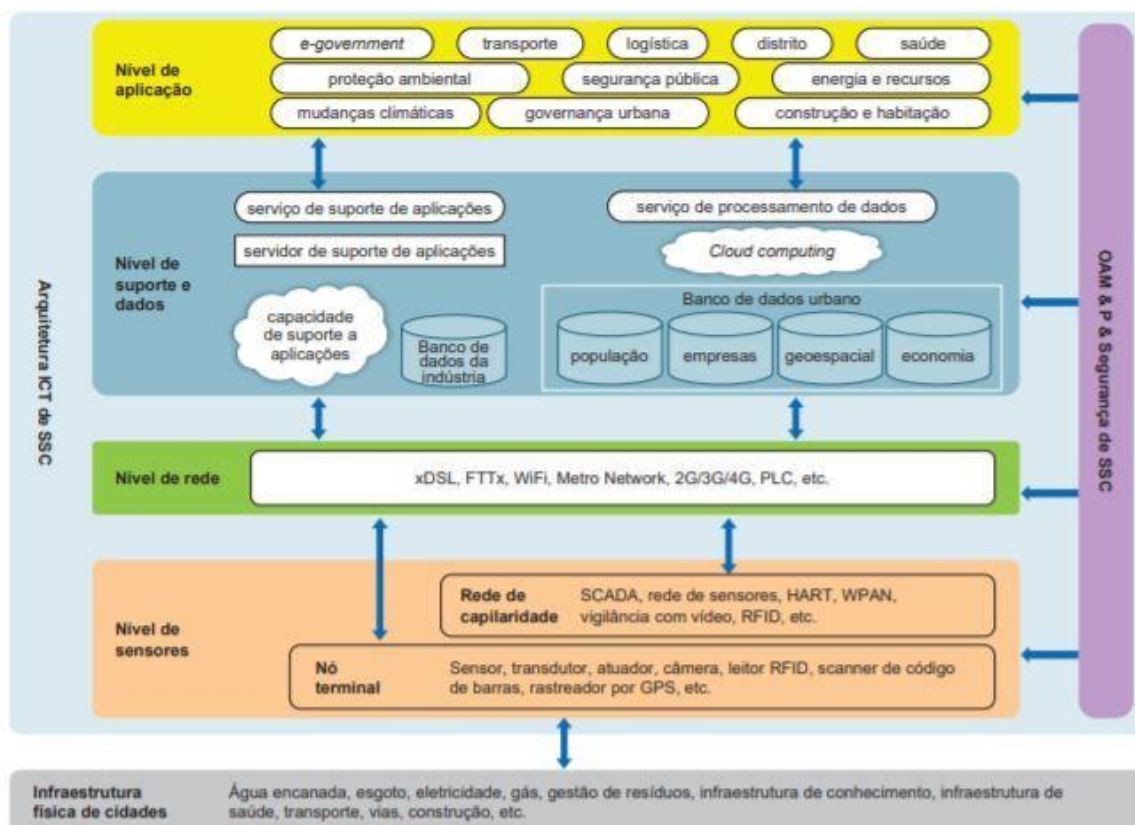 e-government transporte logística distrito saúde
Nível de
aplicação
proteção ambiental segurança pública energia e recursos
mudanças climáticas governança urbana construção e habitação
serviço de suporte de aplicações serviço de processamento de dados
servidor de suporte de aplicações Cloud computing
Nível de
suporte e
dados
capacidade
de suporte a
aplicações
Banco de
dados da
indústria
Banco de dados urbano
população empresas geoespacial economia
Arquitetura ICT de SSC
OAM & P & Segurança de SSC
Nível de rede
xDSL, FTTx, WiFi, Metro Network, 2G/3G/4G, PLC, etc.
Nível de
sensores
Rede de
capilaridade
SCADA, rede de sensores, HART, WPAN,
vigilância com vídeo, RFID, etc.
Nó
terminal
Sensor, transdutor, atuador, câmera, leitor RFID, scanner de código
de barras, rastreador por GPS, etc.
Infraestrutura
física de cidades
Água encanada, esgoto, eletricidade, gás, gestão de resíduos, infraestrutura de conhecimento, infraestrutura de
saúde, transporte, vias, construção, etc.